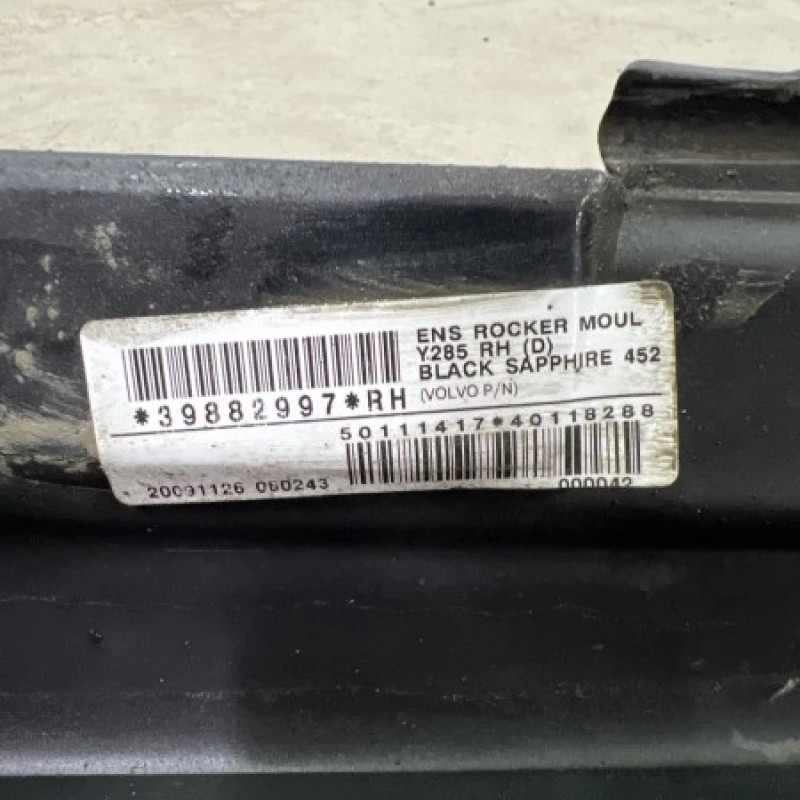 ENS ROCKER MOUL
Y285 RH (D)
BLACK SAPPHIRE 452
*39882997*RH
(VOLVO P/N)
50111417*40118288
20091126 060243
000042